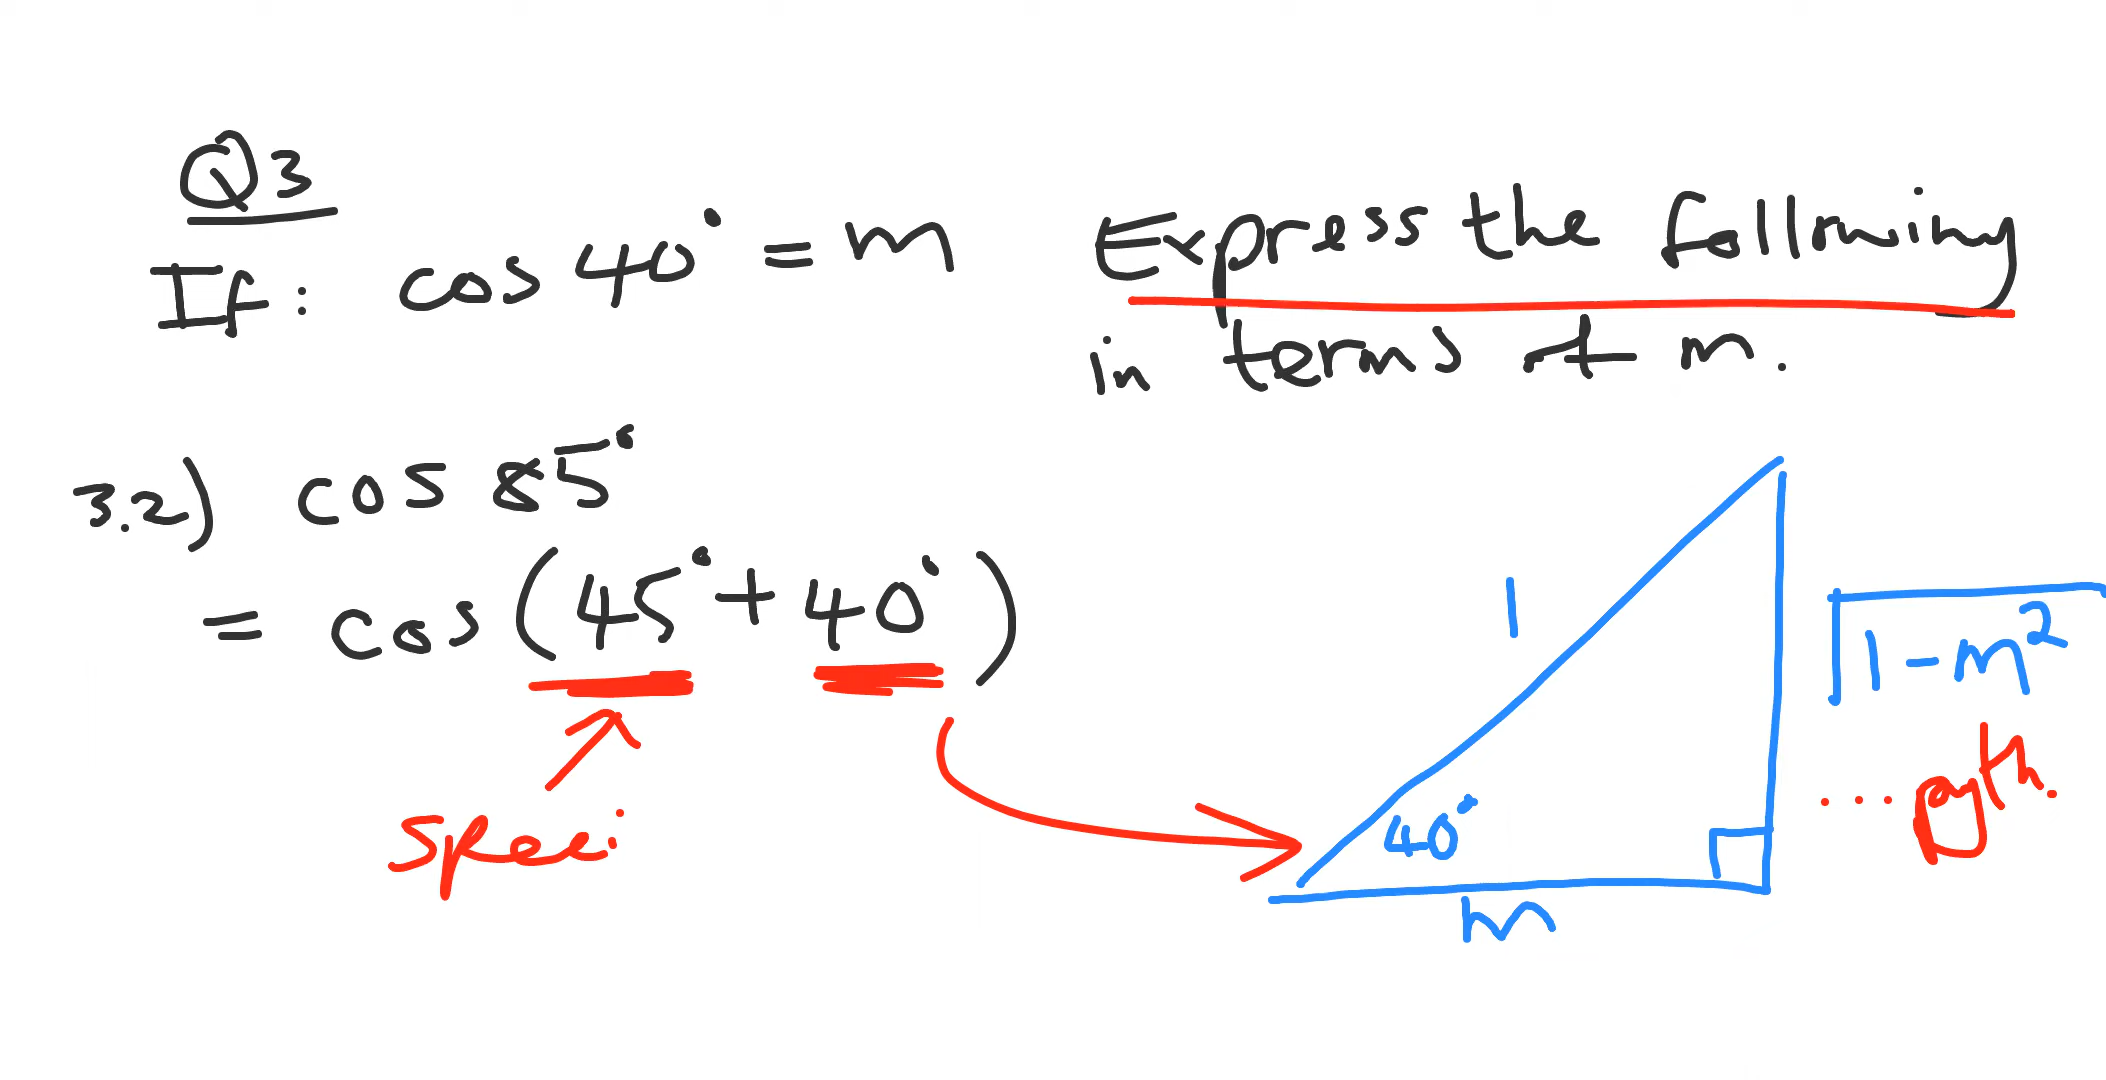 Q3
If: cos 40° = m
Express the following
in terms of m.
3.2) cos 85°
= cos (45° + 40°)
speci
1
√1 - m²
... pyth.
40°
m